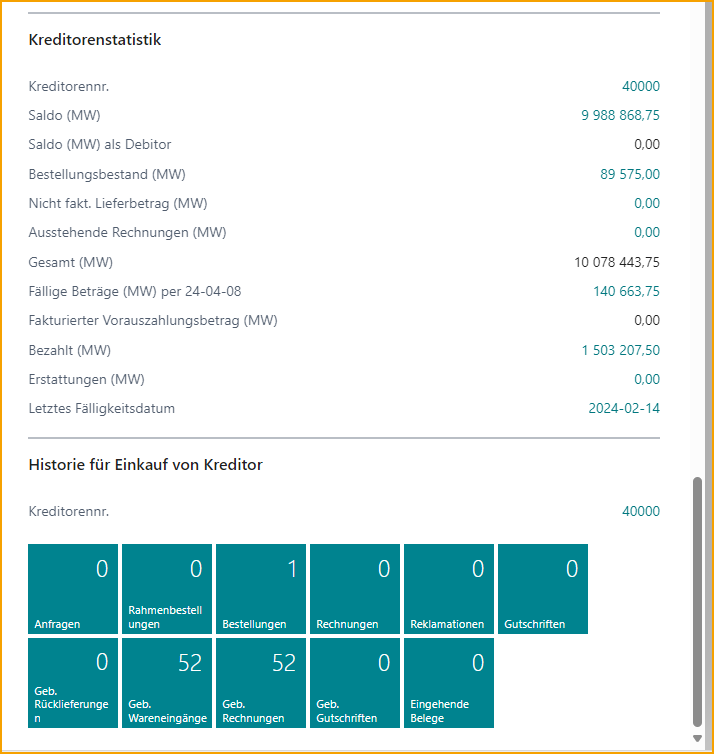 Kreditorenstatistik
Kreditorennr. 40000
Saldo (MW) 9 988 868,75
Saldo (MW) als Debitor 0,00
Bestellungsbestand (MW) 89 575,00
Nicht fakt. Lieferbetrag (MW) 0,00
Ausstehende Rechnungen (MW) 0,00
Gesamt (MW) 10 078 443,75
Fällige Beträge (MW) per 24-04-08 140 663,75
Fakturierter Vorauszahlungsbetrag (MW) 0,00
Bezahlt (MW) 1 503 207,50
Erstattungen (MW) 0,00
Letztes Fälligkeitsdatum 2024-02-14
Historie für Einkauf von Kreditor
Kreditorennr. 40000
0
Anfragen
0
Rahmenbestell
ungen
1
Bestellungen
0
Rechnungen
0
Reklamationen
0
Gutschriften
0
Geb.
Rücklieferunge
n
52
Geb.
Wareneingänge
52
Geb.
Rechnungen
0
Geb.
Gutschriften
0
Eingehende
Belege